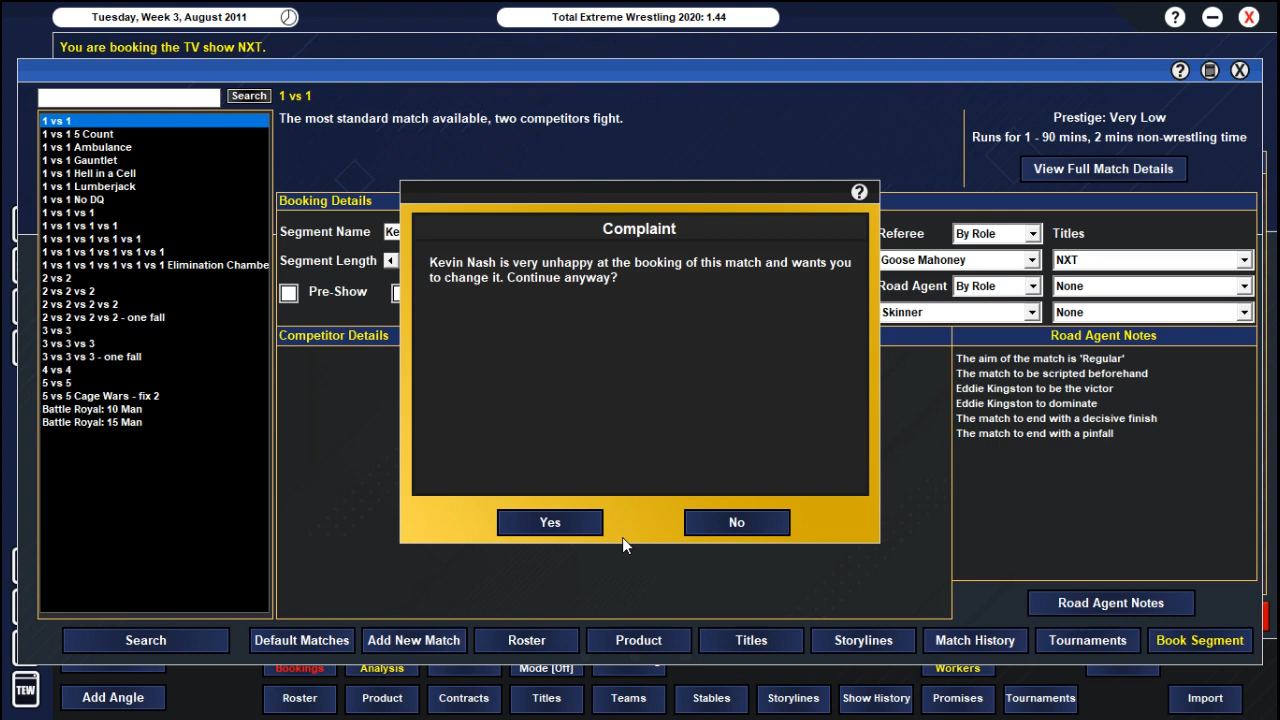 Tuesday, Week 3, August 2011
Total Extreme Wrestling 2020: 1.44
?
X
You are booking the TV show NXT.
?
X
Search
1 vs 1
1 vs 1
1 vs 1 5 Count
1 vs 1 Ambulance
1 vs 1 Gauntlet
1 vs 1 Hell in a Cell
1 vs 1 Lumberjack
1 vs 1 No DQ
1 vs 1 vs 1
1 vs 1 vs 1 vs 1
1 vs 1 vs 1 vs 1 vs 1
1 vs 1 vs 1 vs 1 vs 1 vs 1
1 vs 1 vs 1 vs 1 vs 1 vs 1 Elimination Chambe
2 vs 2
2 vs 2 vs 2
2 vs 2 vs 2 vs 2
2 vs 2 vs 2 vs 2 - one fall
3 vs 3
3 vs 3 vs 3
3 vs 3 vs 3 - one fall
4 vs 4
5 vs 5
5 vs 5 Cage Wars - fix 2
Battle Royal: 10 Man
Battle Royal: 15 Man
The most standard match available, two competitors fight.
Prestige: Very Low
Runs for 1 - 90 mins, 2 mins non-wrestling time
View Full Match Details
Booking Details
Segment Name
Ke
Segment Length
Pre-Show
Competitor Details
?
Complaint
Kevin Nash is very unhappy at the booking of this match and wants you
to change it. Continue anyway?
Yes
No
Referee
By Role
Titles
Goose Mahoney
NXT
Road Agent
By Role
None
Skinner
None
Road Agent Notes
The aim of the match is 'Regular'
The match to be scripted beforehand
Eddie Kingston to be the victor
Eddie Kingston to dominate
The match to end with a decisive finish
The match to end with a pinfall
Road Agent Notes
Search
Default Matches
Add New Match
Roster
Product
Titles
Storylines
Match History
Tournaments
Book Segment
Bookings
Analysis
Mode [Off]
Workers
TEW
Add Angle
Roster
Product
Contracts
Titles
Teams
Stables
Storylines
Show History
Promises
Tournaments
Import